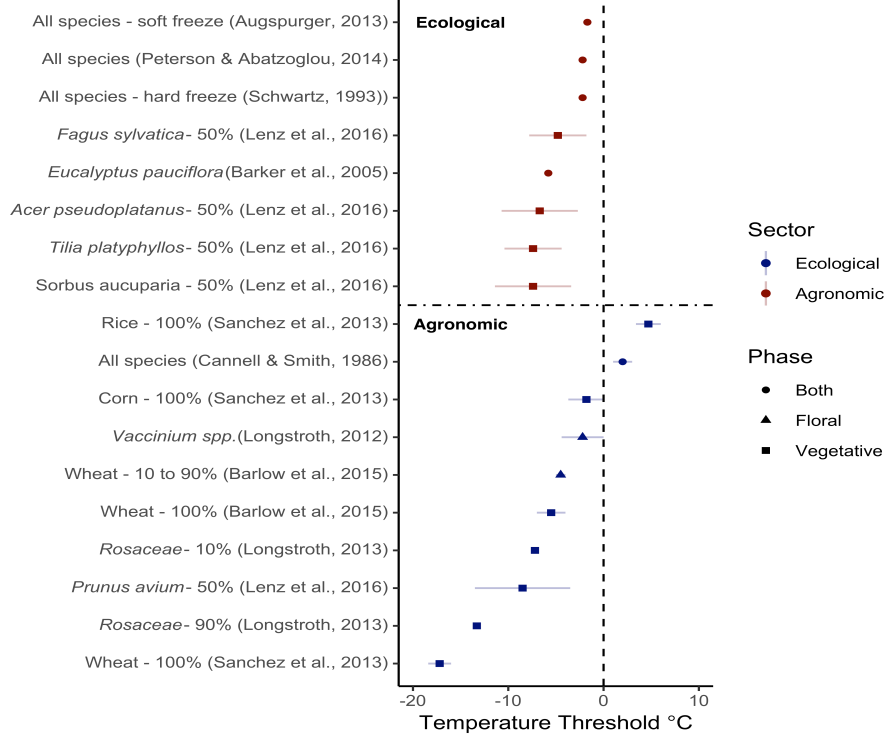 All species - soft freeze (Augspurger, 2013)
Ecological
All species (Peterson & Abatzoglou, 2014)
All species - hard freeze (Schwartz, 1993))
Fagus sylvatica- 50% (Lenz et al., 2016)
Eucalyptus pauciflora(Barker et al., 2005)
Acer pseudoplatanus- 50% (Lenz et al., 2016)
Tilia platyphyllos- 50% (Lenz et al., 2016)
Sorbus aucuparia - 50% (Lenz et al., 2016)
Rice - 100% (Sanchez et al., 2013)
Agronomic
All species (Cannell & Smith, 1986)
Corn - 100% (Sanchez et al., 2013)
Vaccinium spp.(Longstroth, 2012)
Wheat - 10 to 90% (Barlow et al., 2015)
Wheat - 100% (Barlow et al., 2015)
Rosaceae- 10% (Longstroth, 2013)
Prunus avium- 50% (Lenz et al., 2016)
Rosaceae- 90% (Longstroth, 2013)
Wheat - 100% (Sanchez et al., 2013)
-20 -10 0 10
Temperature Threshold °C
Sector
Ecological
Agronomic
Phase
Both
Floral
Vegetative